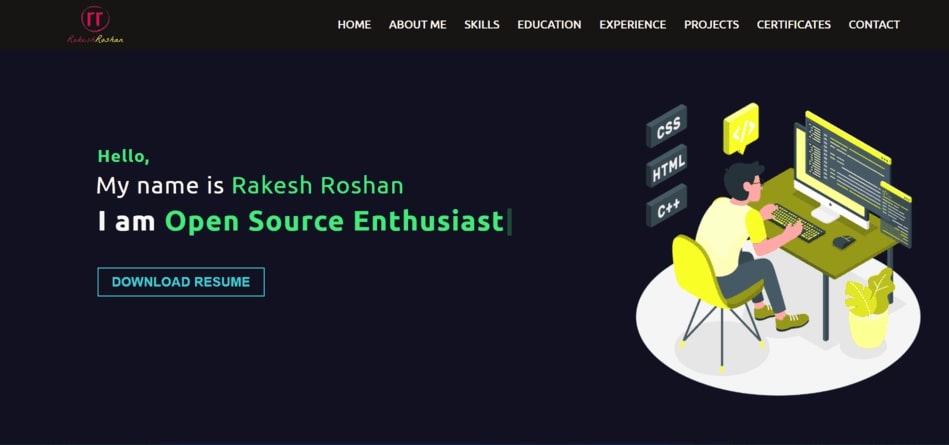 rr
RakeshRoshan
HOME ABOUT ME SKILLS EDUCATION EXPERIENCE PROJECTS CERTIFICATES CONTACT
Hello,
My name is Rakesh Roshan
I am Open Source Enthusiast
DOWNLOAD RESUME
CSS
</>
HTML
C++